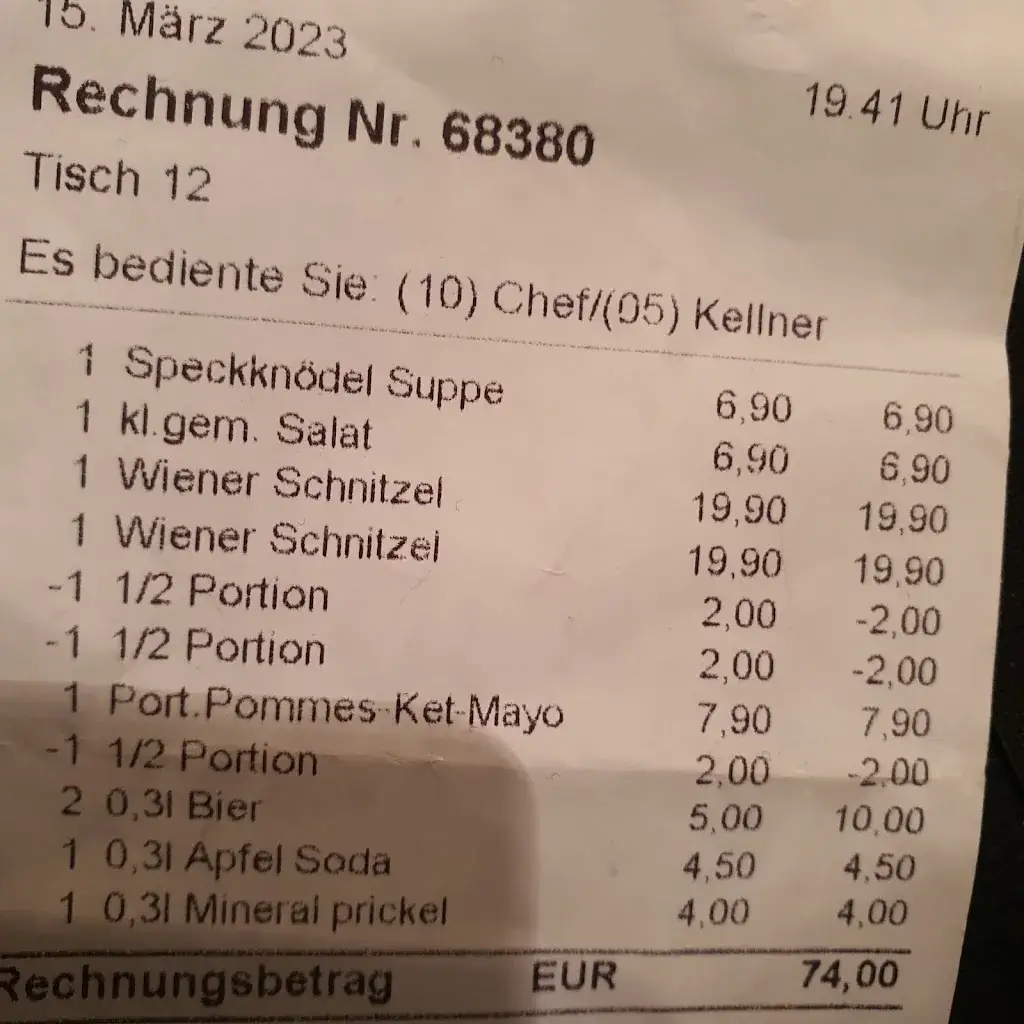 15. März 2023
19.41 Uhr
Rechnung Nr. 68380
Tisch 12
Es bediente Sie: (10) Chef/(05) Kellner
1 Speckknödel Suppe 6,90 6,90
1 kl.gem. Salat 6,90 6,90
1 Wiener Schnitzel 19,90 19,90
1 Wiener Schnitzel 19,90 19,90
-1 1/2 Portion 2,00 -2,00
-1 1/2 Portion 2,00 -2,00
1 Port.Pommes-Ket-Mayo 7,90 7,90
-1 1/2 Portion 2,00 -2,00
2 0,3l Bier 5,00 10,00
1 0,3l Apfel Soda 4,50 4,50
1 0,3l Mineral prickel 4,00 4,00
Rechnungsbetrag EUR 74,00